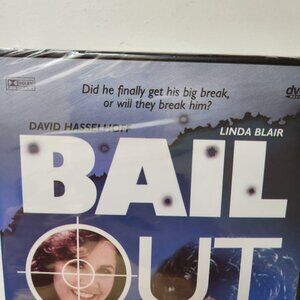 Did he finally get his big break,
or will they break him?
DAVID HASSELHOFF
LINDA BLAIR
BAIL
OUT